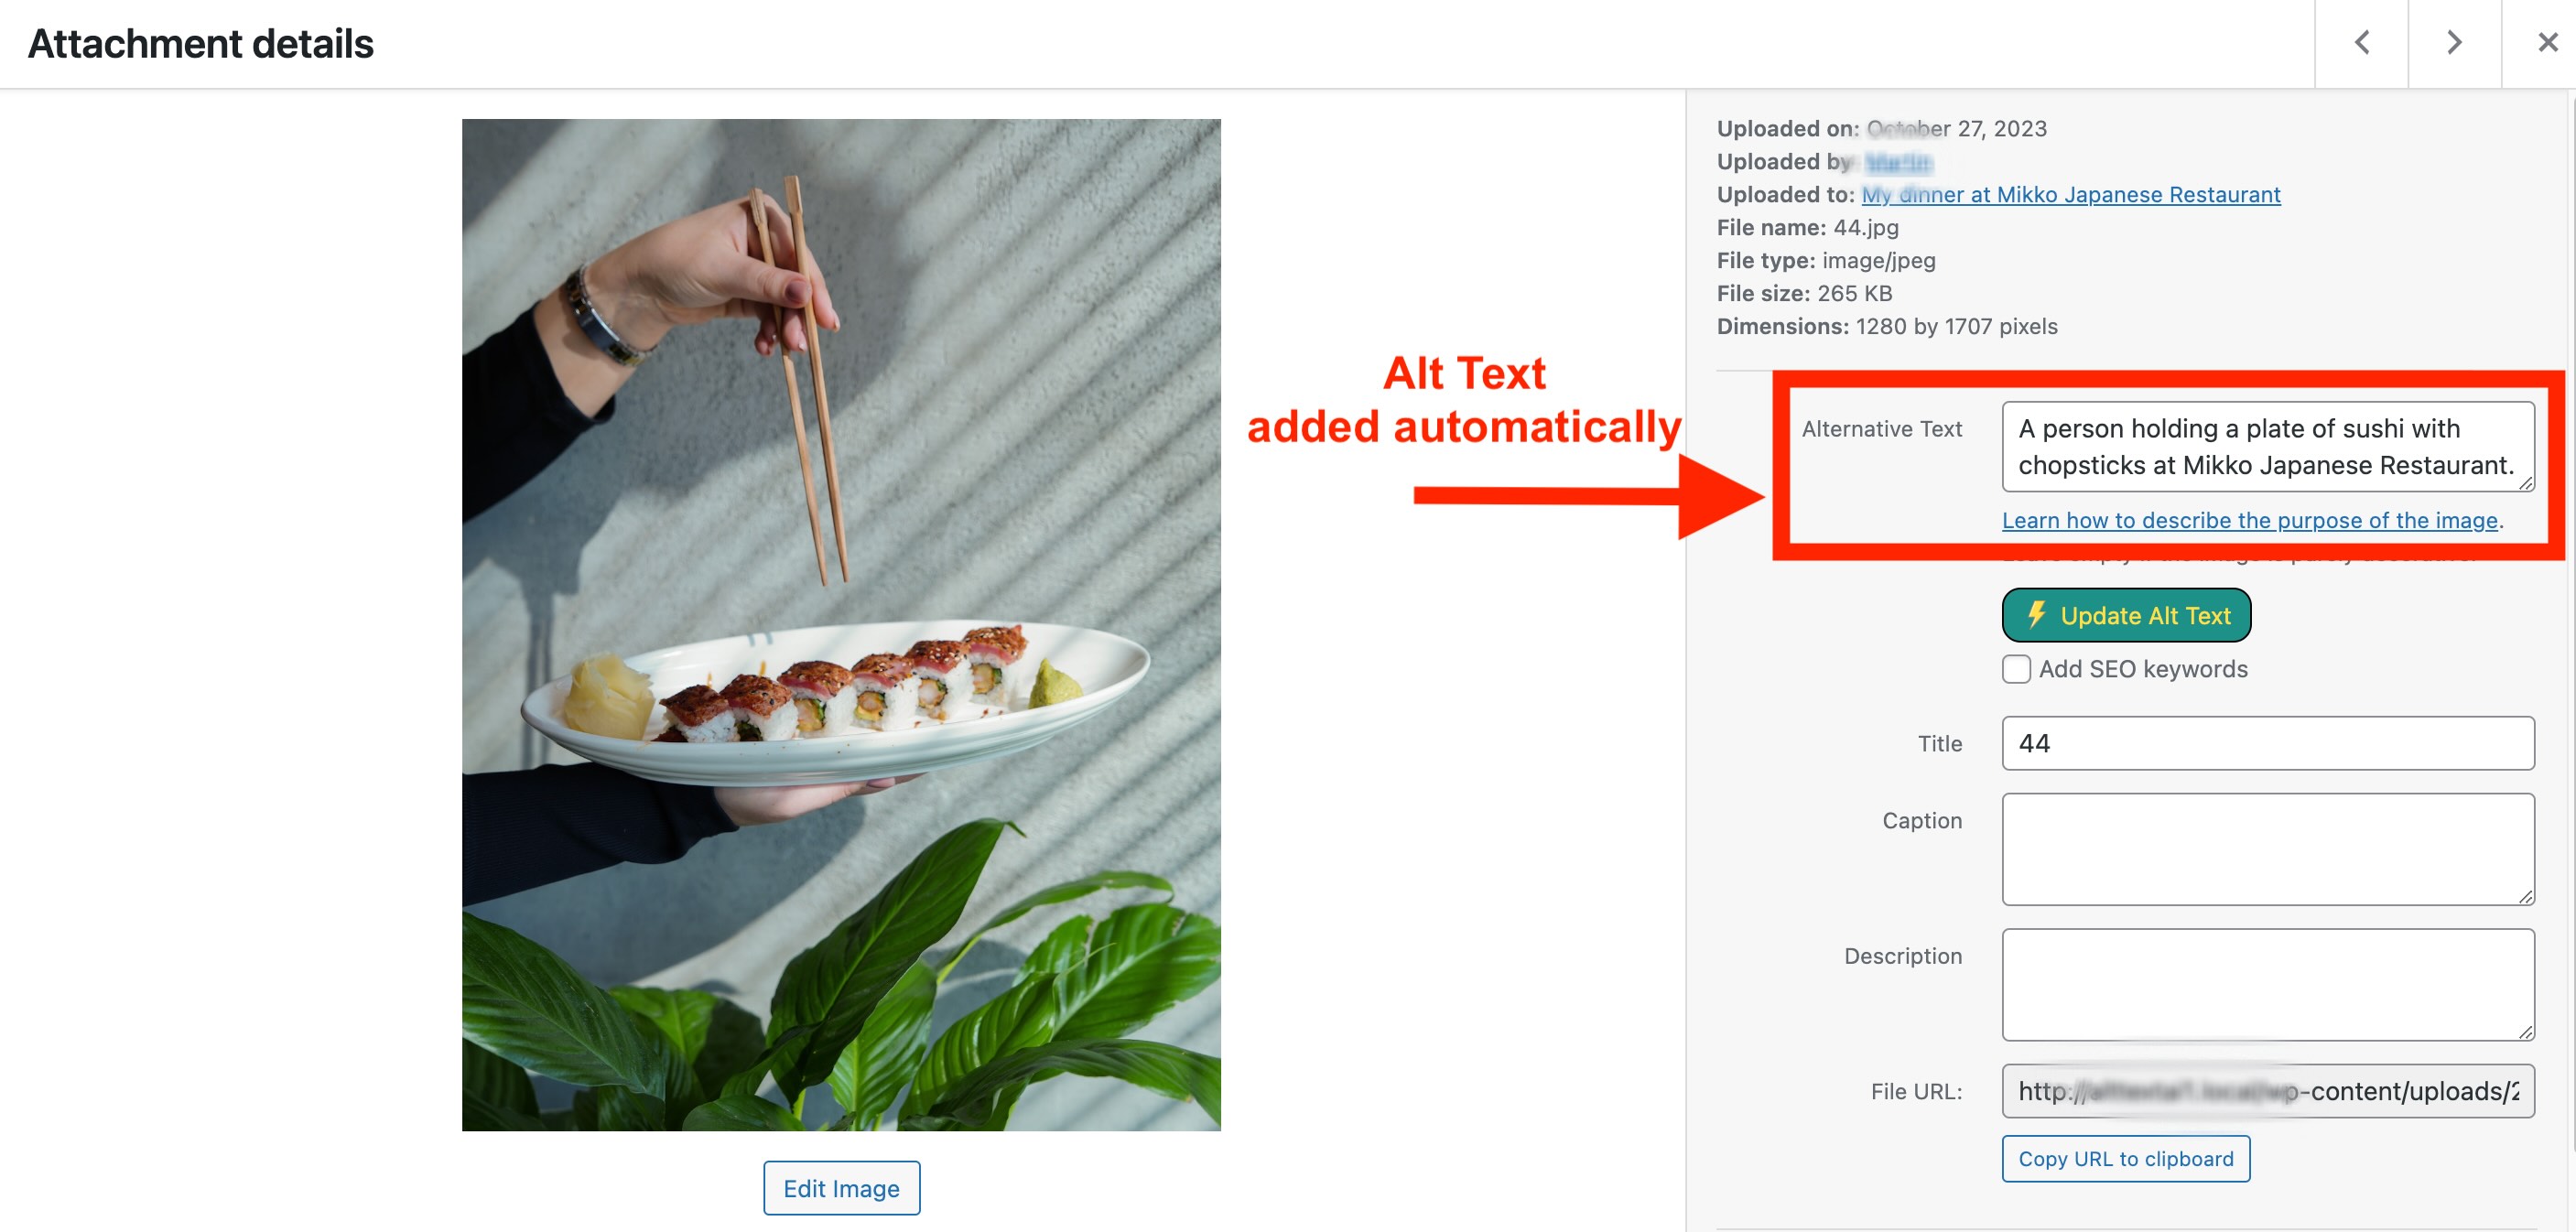 Attachment details
Uploaded on: October 27, 2023
Uploaded by:
Uploaded to: My dinner at Mikko Japanese Restaurant
File name: 44.jpg
File type: image/jpeg
File size: 265 KB
Dimensions: 1280 by 1707 pixels
Alt Text
added automatically
Alternative Text
A person holding a plate of sushi with
chopsticks at Mikko Japanese Restaurant.
Learn how to describe the purpose of the image.
Update Alt Text
Add SEO keywords
Title
44
Caption
Description
File URL:
http://
wp-content/uploads/2
Copy URL to clipboard
Edit Image